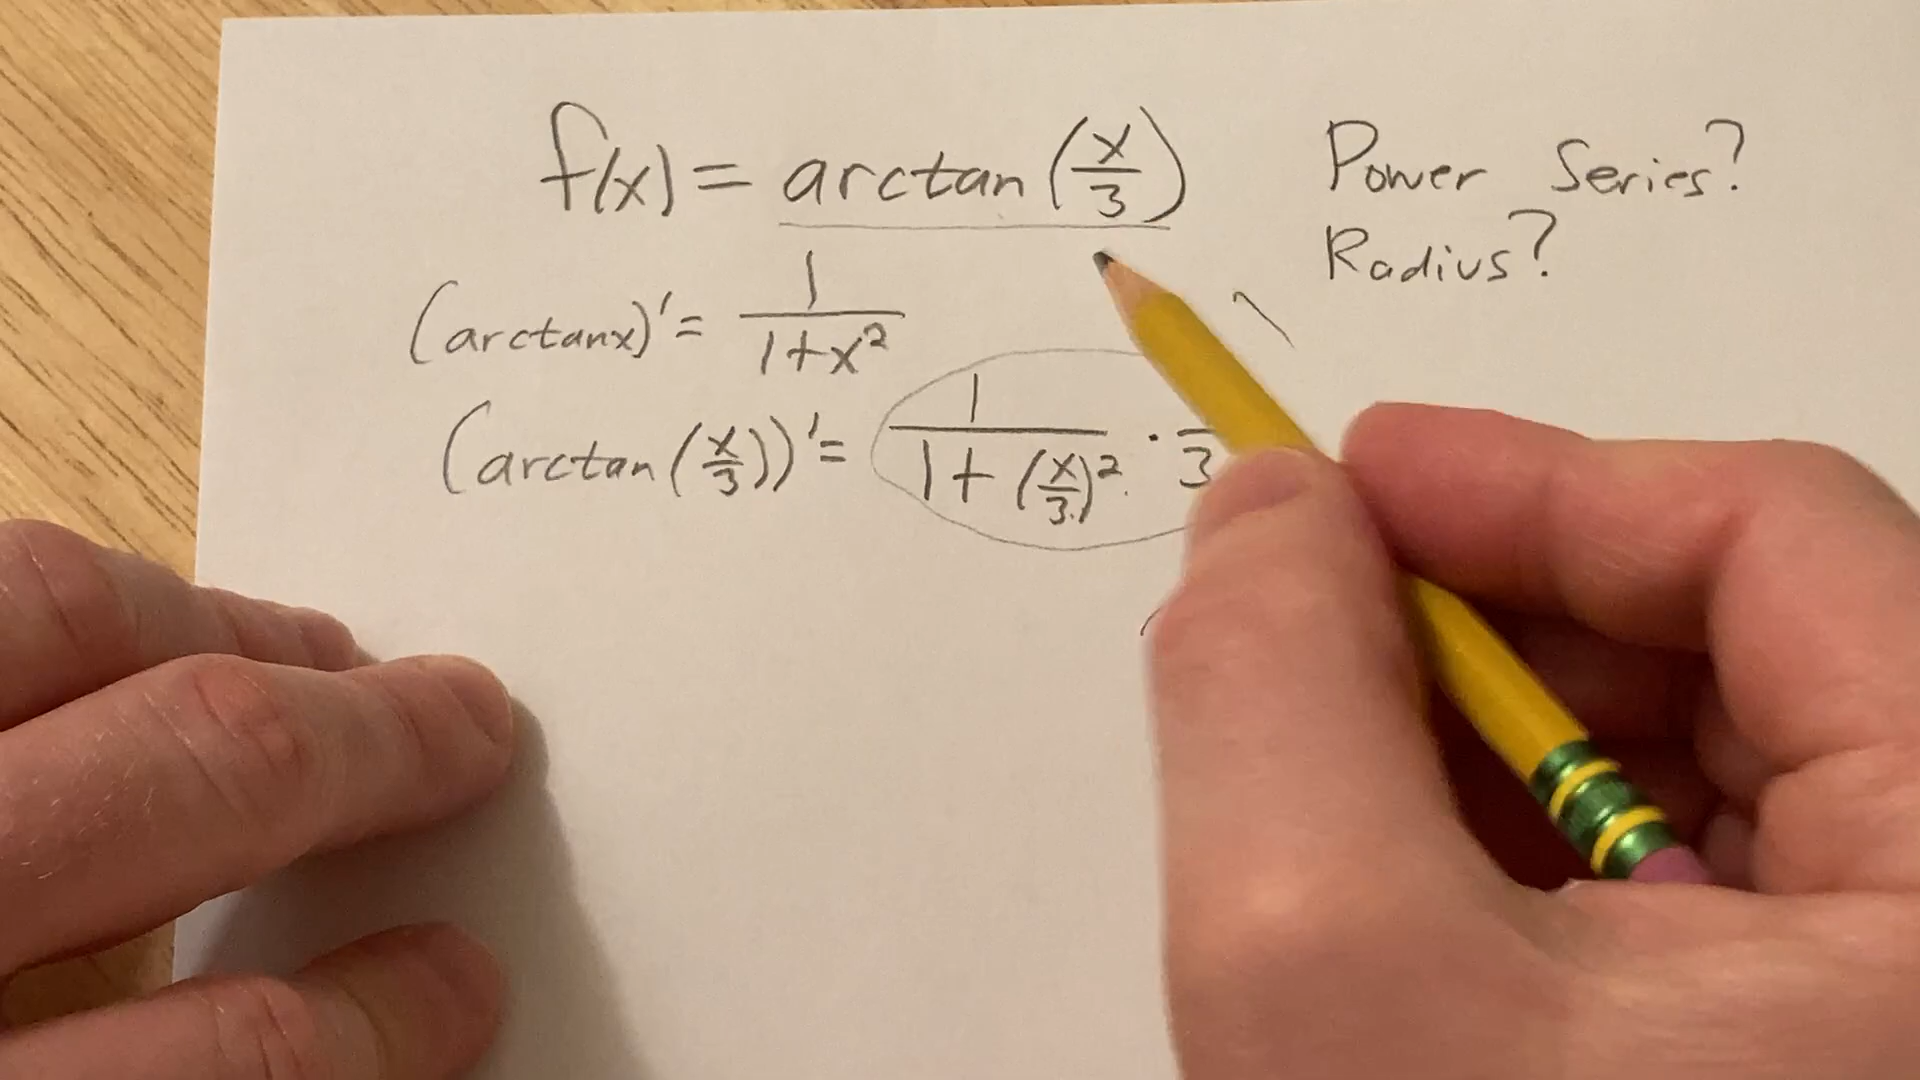 f(x) = arctan(x/3) Power Series?
Radius?
(arctanx)' = 1/(1+x²)
(arctan(x/3))' = 1/(1+(x/3)²) · /3